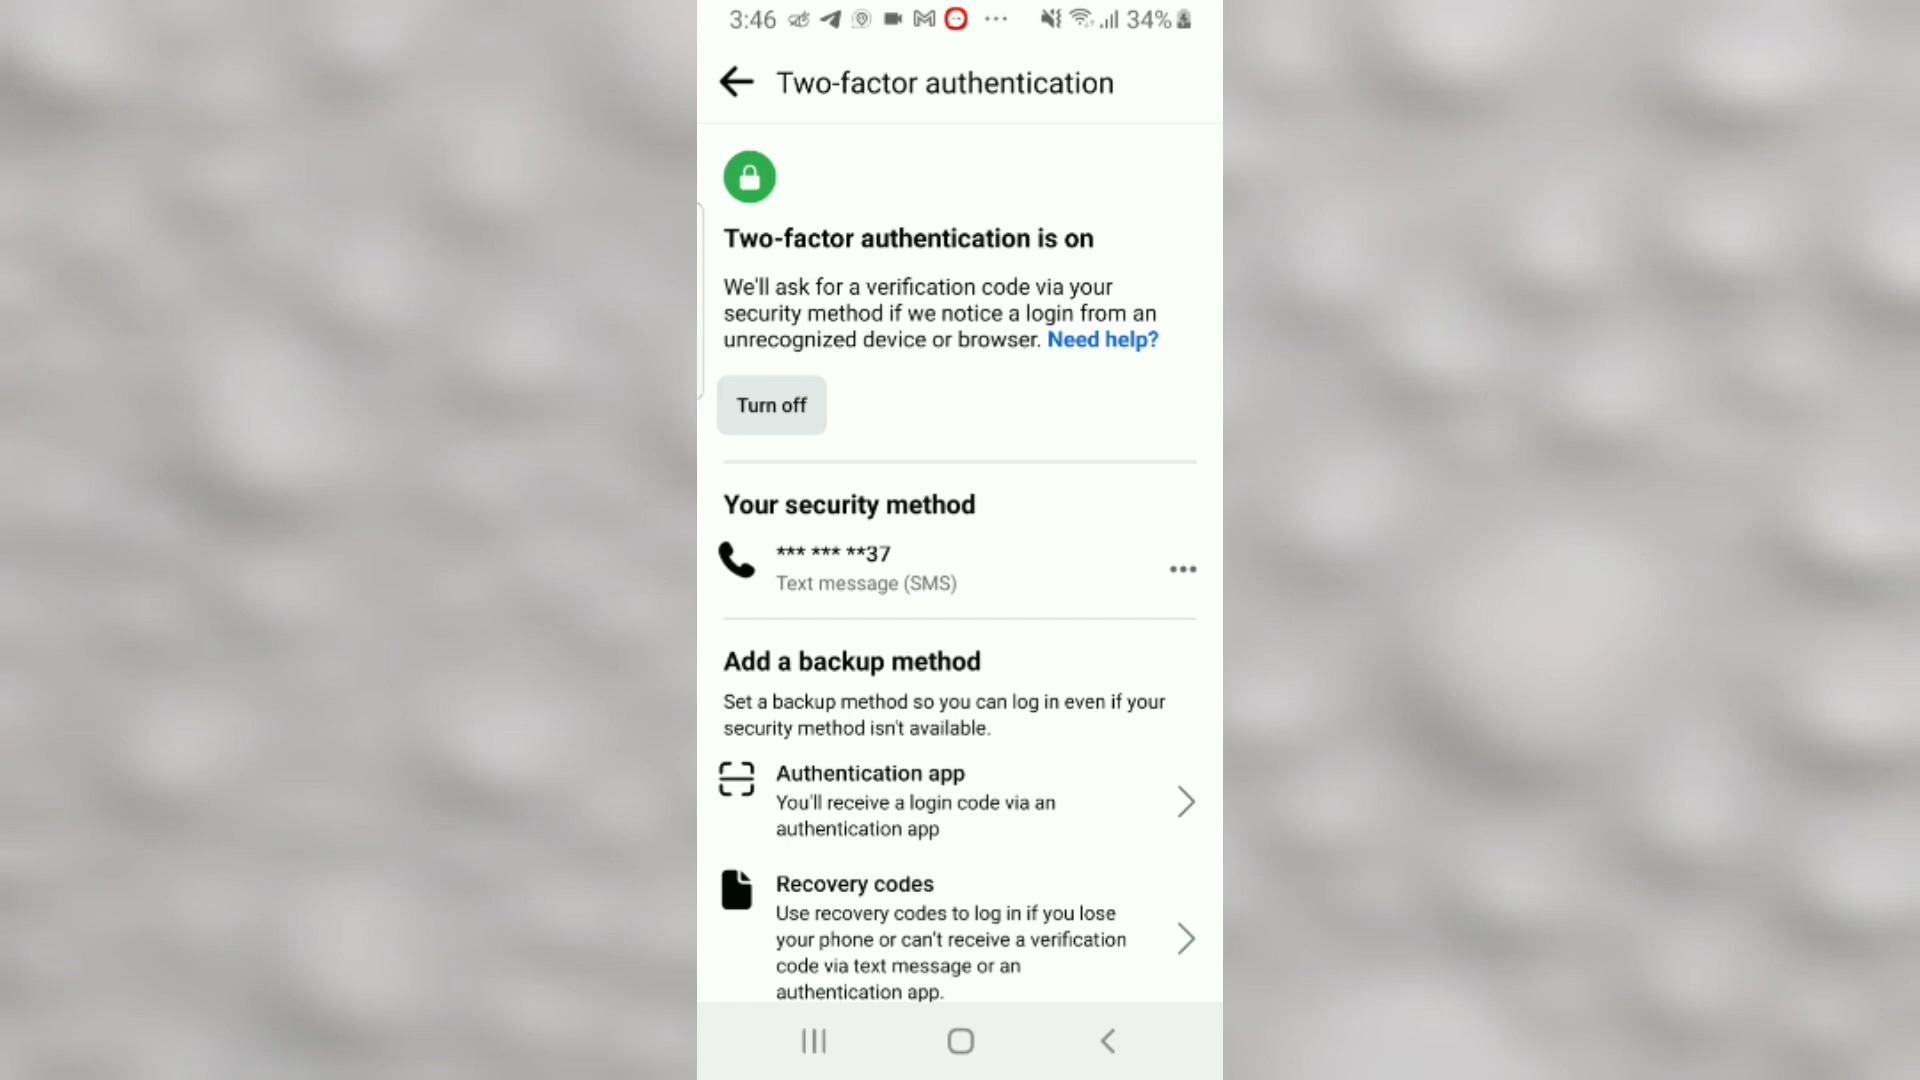 3:46 34%
Two-factor authentication
Two-factor authentication is on
We'll ask for a verification code via your
security method if we notice a login from an
unrecognized device or browser. Need help?
Turn off
Your security method
*** *** **37
Text message (SMS)
Add a backup method
Set a backup method so you can log in even if your
security method isn't available.
Authentication app
You'll receive a login code via an
authentication app
Recovery codes
Use recovery codes to log in if you lose
your phone or can't receive a verification
code via text message or an
authentication app.